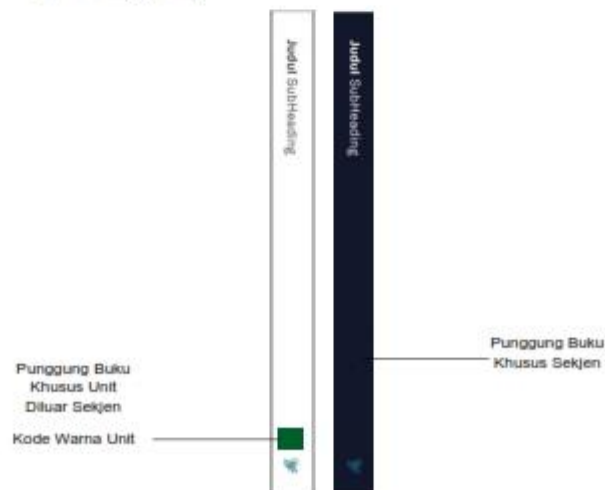 Judul SubHeading
Judul SubHeading
Punggung Buku
Khusus Sekjen
Punggung Buku
Khusus Unit
Diluar Sekjen
Kode Warna Unit